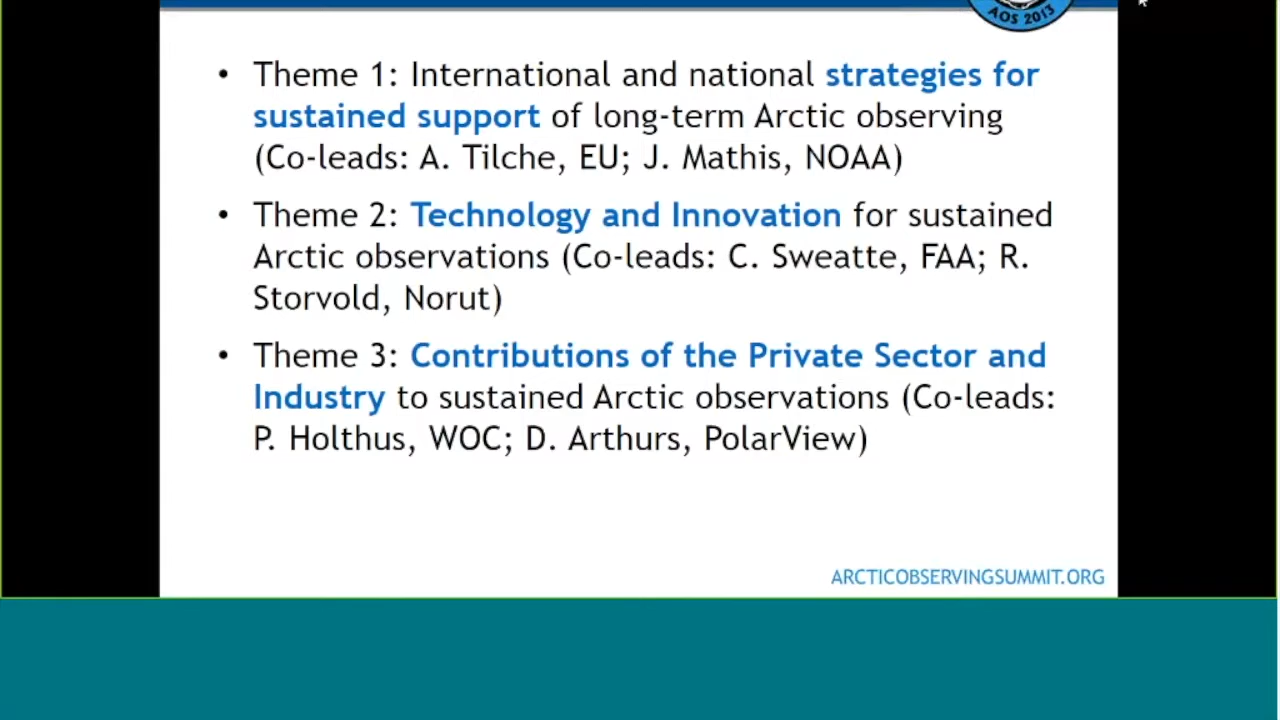 AOS 2013
• Theme 1: International and national strategies for
sustained support of long-term Arctic observing
(Co-leads: A. Tilche, EU; J. Mathis, NOAA)
• Theme 2: Technology and Innovation for sustained
Arctic observations (Co-leads: C. Sweatte, FAA; R.
Storvold, Norut)
• Theme 3: Contributions of the Private Sector and
Industry to sustained Arctic observations (Co-leads:
P. Holthus, WOC; D. Arthurs, PolarView)
ARCTICOBSERVINGSUMMIT.ORG